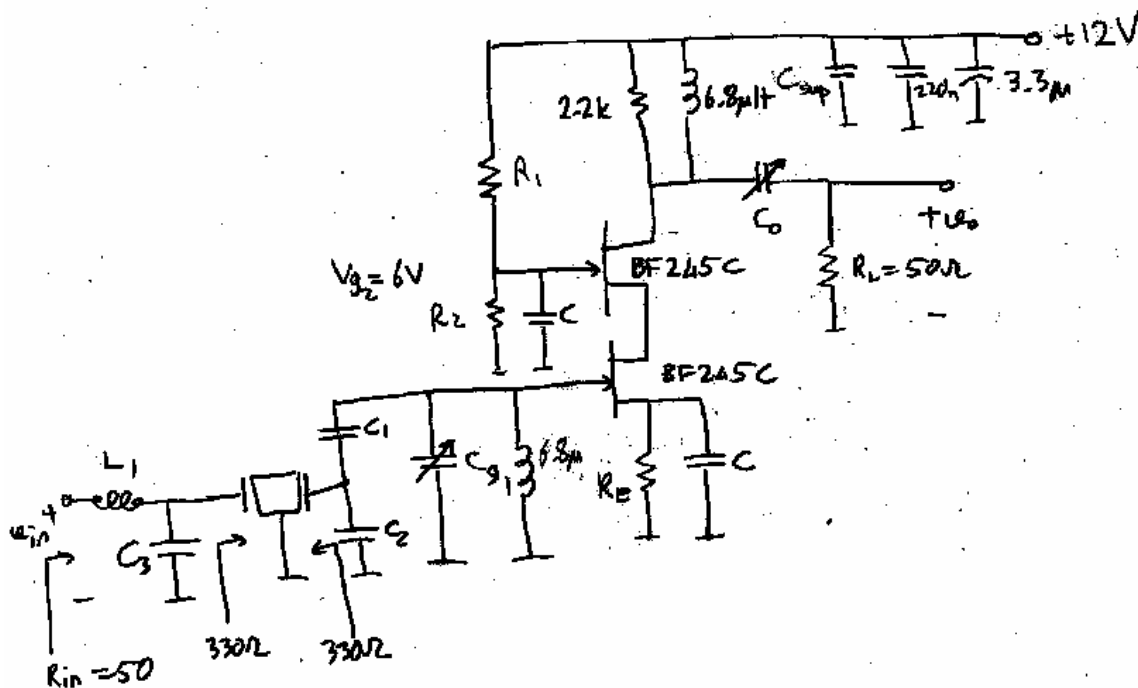 +12V
2.2k
6.8μH
Csup
220n
3.3μ
R1
C0
+vo
Vg2=6V
BF245C
RL=50Ω
R2
C
-
BF245C
C1
Cg1
6.8μ
RE
C
L1
+
vin
C3
C2
-
330Ω
330Ω
Rin=50